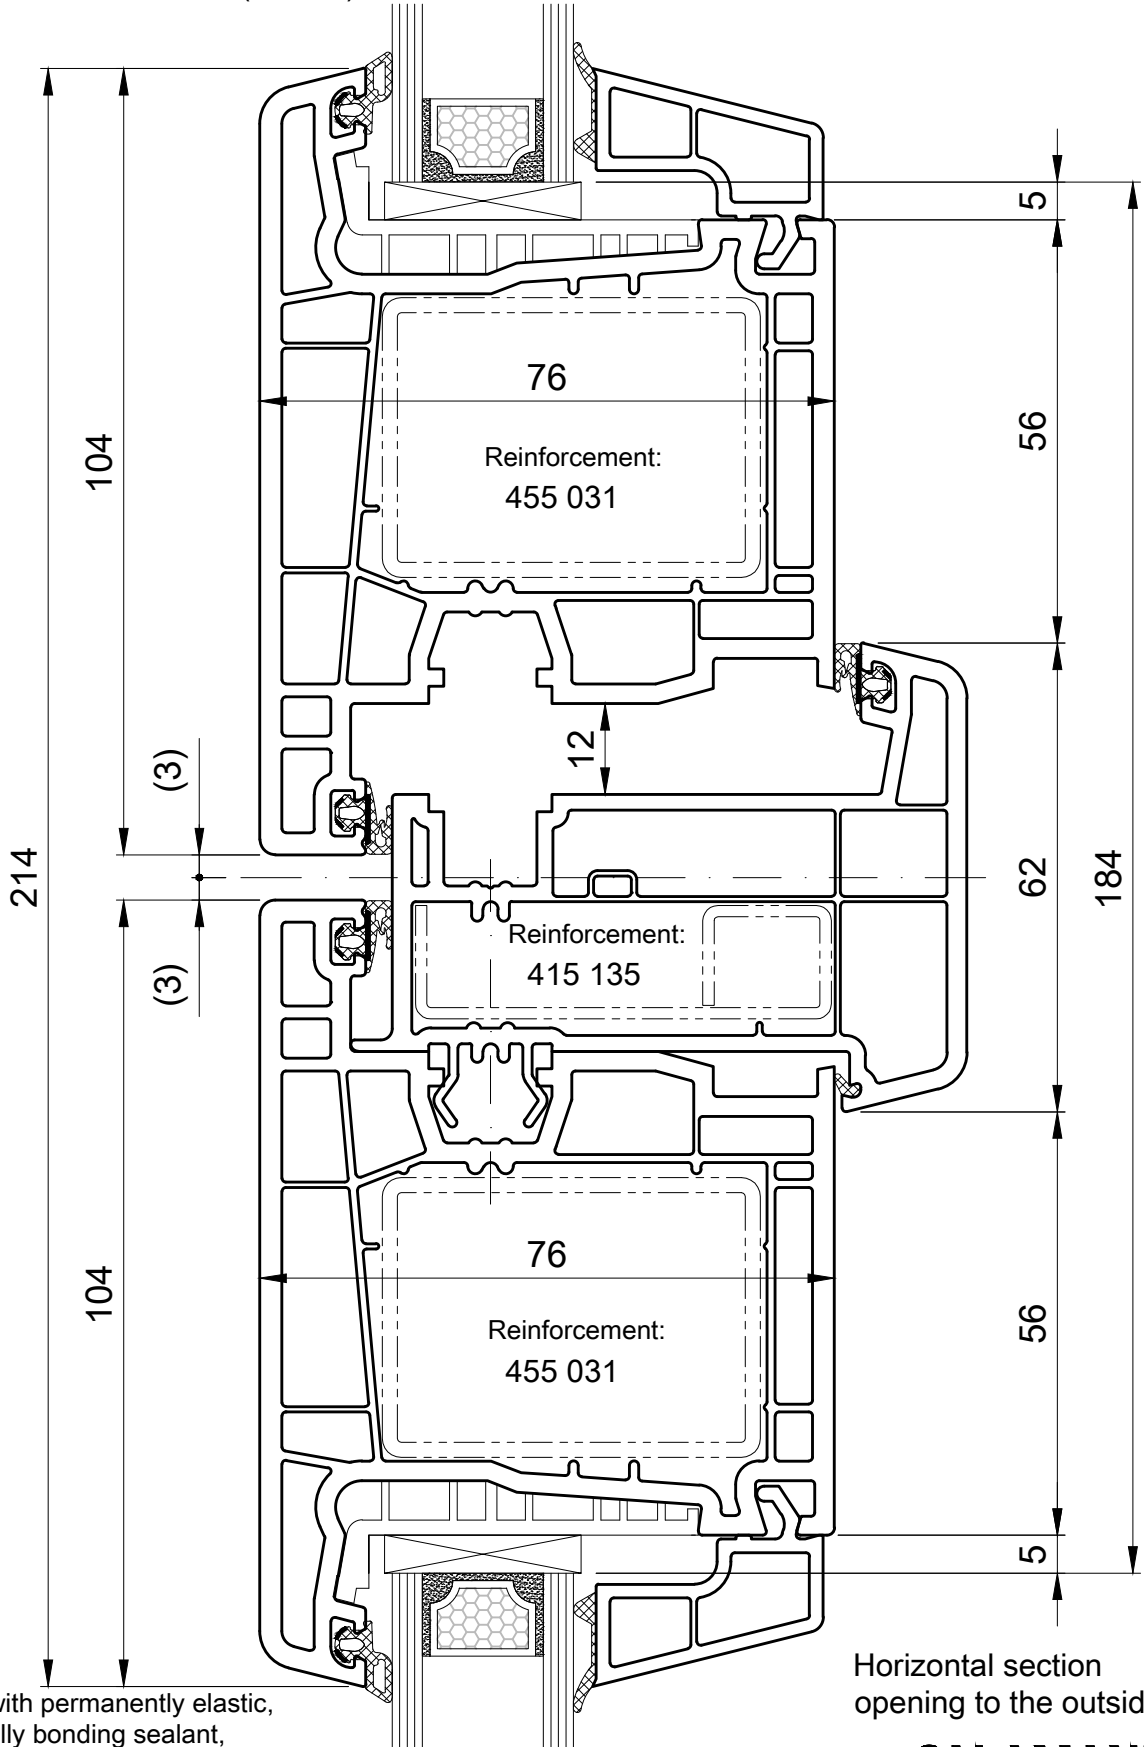 5
76
56
104
Reinforcement:
455 031
12
(3)
214
62
184
Reinforcement:
415 135
(3)
76
104
56
Reinforcement:
455 031
5
Horizontal section
opening to the outsid
with permanently elastic,
lly bonding sealant,